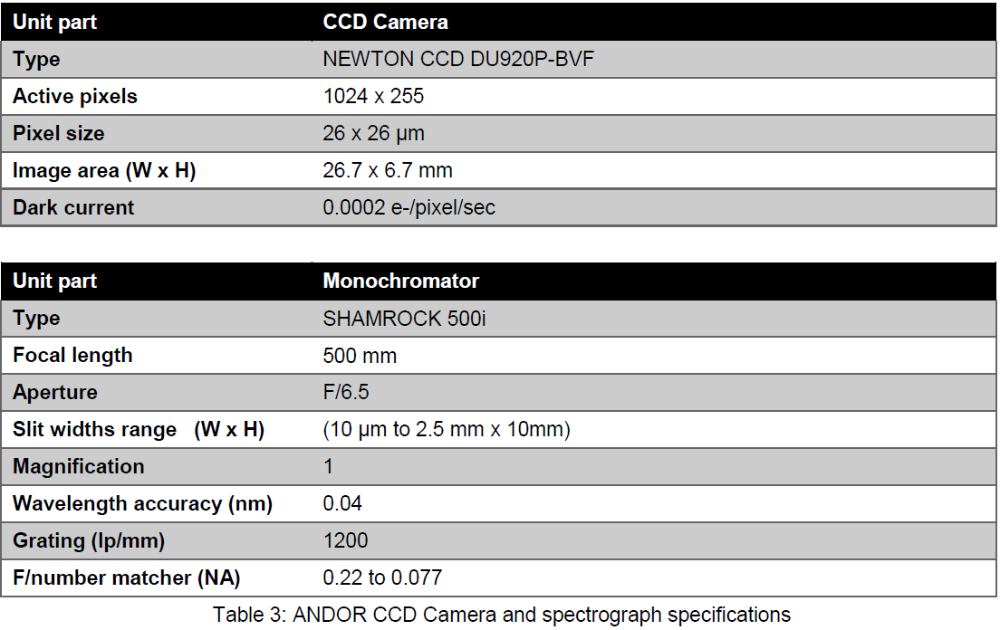 Unit part CCD Camera
Type NEWTON CCD DU920P-BVF
Active pixels 1024 x 255
Pixel size 26 x 26 µm
Image area (W x H) 26.7 x 6.7 mm
Dark current 0.0002 e-/pixel/sec
Unit part Monochromator
Type SHAMROCK 500i
Focal length 500 mm
Aperture F/6.5
Slit widths range (W x H) (10 µm to 2.5 mm x 10mm)
Magnification 1
Wavelength accuracy (nm) 0.04
Grating (lp/mm) 1200
F/number matcher (NA) 0.22 to 0.077
Table 3: ANDOR CCD Camera and spectrograph specifications